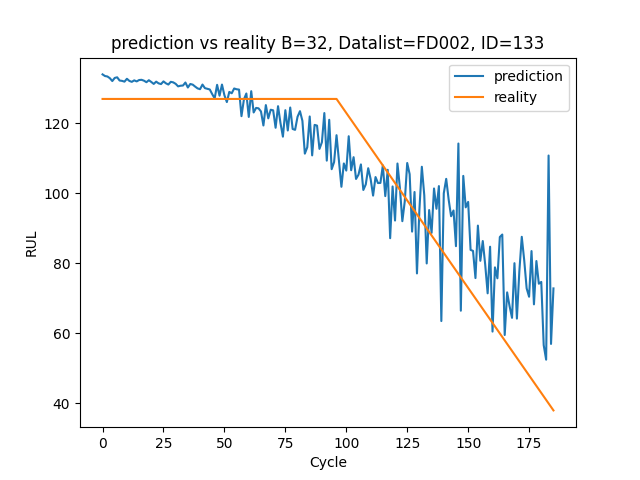 prediction vs reality B=32, Datalist=FD002, ID=133
prediction
reality
120
100
80
60
40
RUL
0 25 50 75 100 125 150 175
Cycle